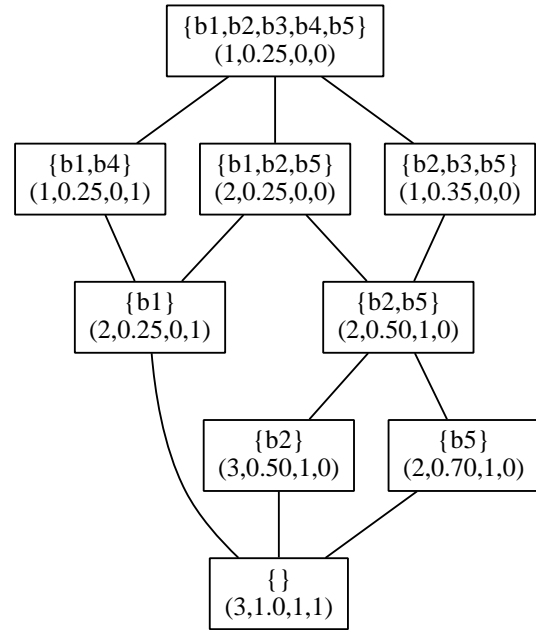 {b1,b2,b3,b4,b5}
(1,0.25,0,0)
{b1,b4}
(1,0.25,0,1)
{b1,b2,b5}
(2,0.25,0,0)
{b2,b3,b5}
(1,0.35,0,0)
{b1}
(2,0.25,0,1)
{b2,b5}
(2,0.50,1,0)
{b2}
(3,0.50,1,0)
{b5}
(2,0.70,1,0)
{}
(3,1.0,1,1)